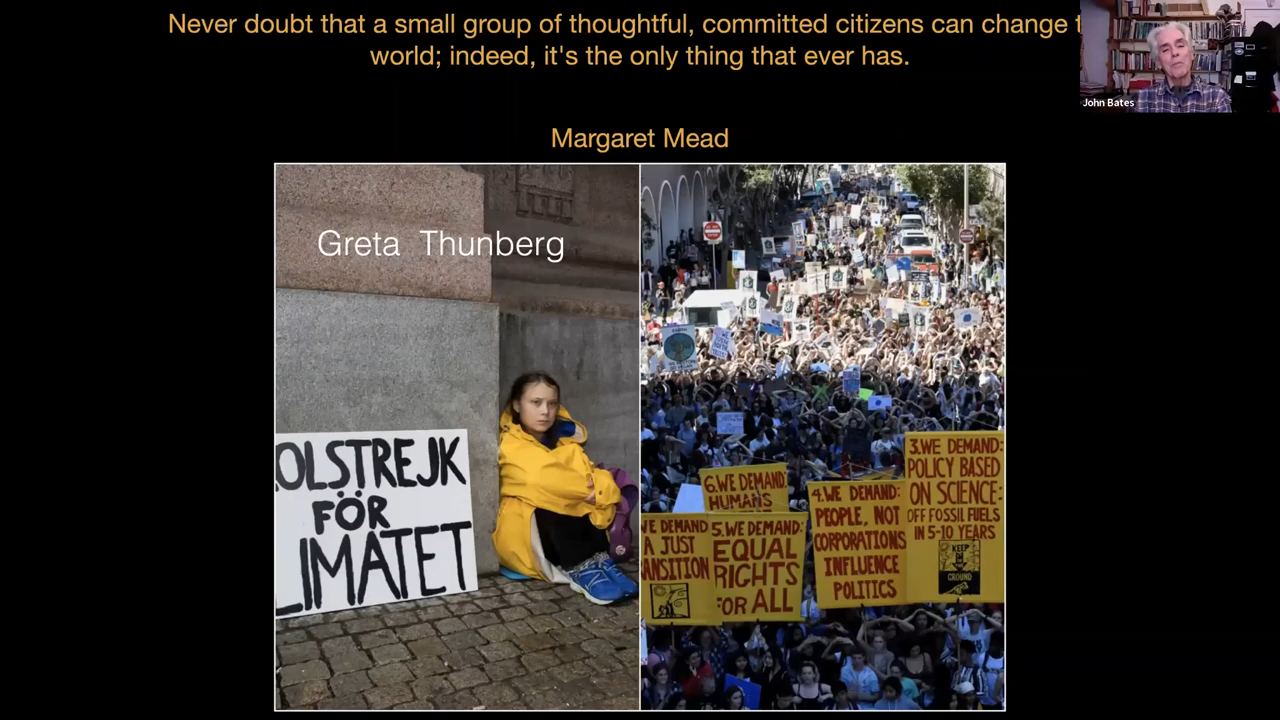 Never doubt that a small group of thoughtful, committed citizens can change t
world; indeed, it's the only thing that ever has.
John Bates
Margaret Mead
Greta Thunberg
OLSTREJK
FÖR
LIMATET
3.WE DEMAND:
POLICY BASED
ON SCIENCE:
OFF FOSSIL FUELS
IN 5-10 YEARS
KEEP
GROUND
6.WE DEMAND:
HUMANS
4.WE DEMAND:
PEOPLE, NOT
CORPORATIONS
INFLUENCE
POLITICS
WE DEMAND
A JUST
ANSITION
5.WE DEMAND:
EQUAL
RIGHTS
FOR ALL